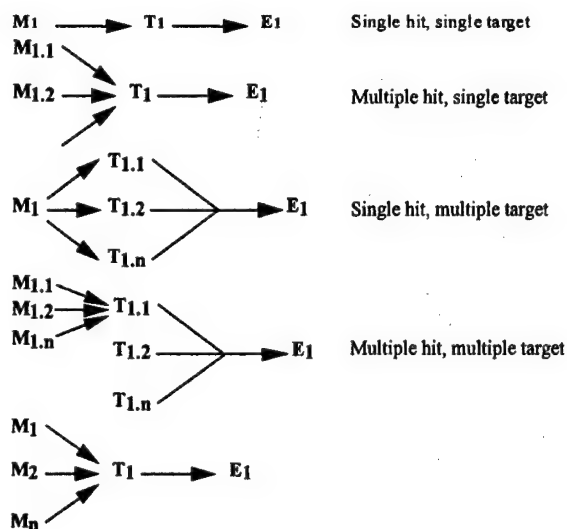 M1 T1 E1 Single hit, single target
M1.1
M1.2 T1 E1 Multiple hit, single target
T1.1
M1 T1.2 E1 Single hit, multiple target
T1.n
M1.1
M1.2 T1.1
M1.n
T1.2 E1 Multiple hit, multiple target
T1.n
M1
M2 T1 E1
Mn